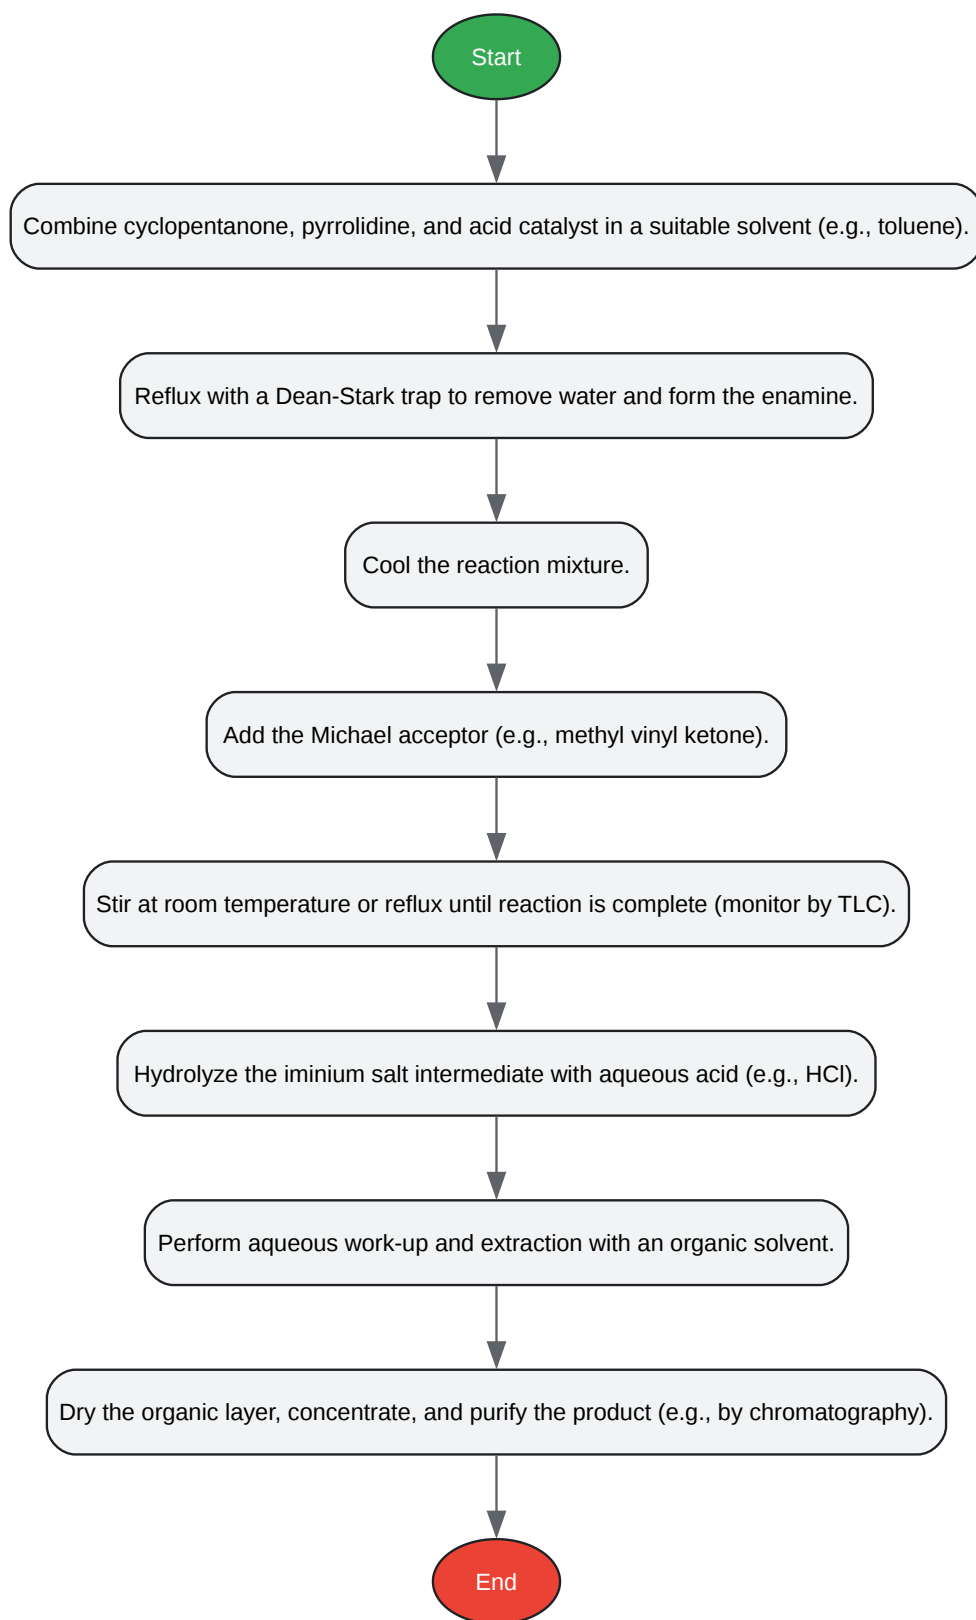 Start
Combine cyclopentanone, pyrrolidine, and acid catalyst in a suitable solvent (e.g., toluene).
Reflux with a Dean-Stark trap to remove water and form the enamine.
Cool the reaction mixture.
Add the Michael acceptor (e.g., methyl vinyl ketone).
Stir at room temperature or reflux until reaction is complete (monitor by TLC).
Hydrolyze the iminium salt intermediate with aqueous acid (e.g., HCl).
Perform aqueous work-up and extraction with an organic solvent.
Dry the organic layer, concentrate, and purify the product (e.g., by chromatography).
End